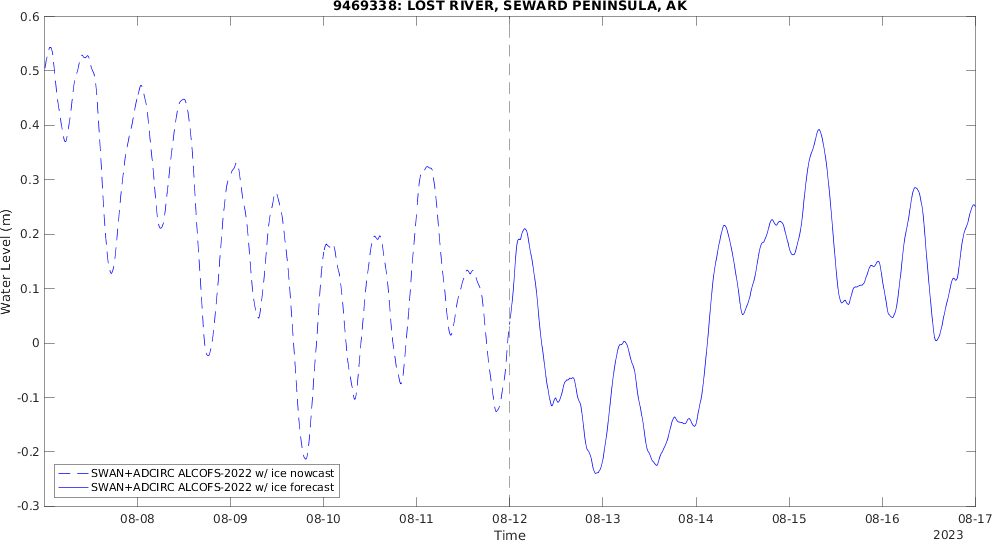 9469338: LOST RIVER, SEWARD PENINSULA, AK
0.6
0.5
0.4
0.3
0.2
0.1
0
-0.1
-0.2
-0.3
Water Level (m)
SWAN+ADCIRC ALCOFS-2022 w/ ice nowcast
SWAN+ADCIRC ALCOFS-2022 w/ ice forecast
08-08 08-09 08-10 08-11 08-12 08-13 08-14 08-15 08-16 08-17
Time
2023